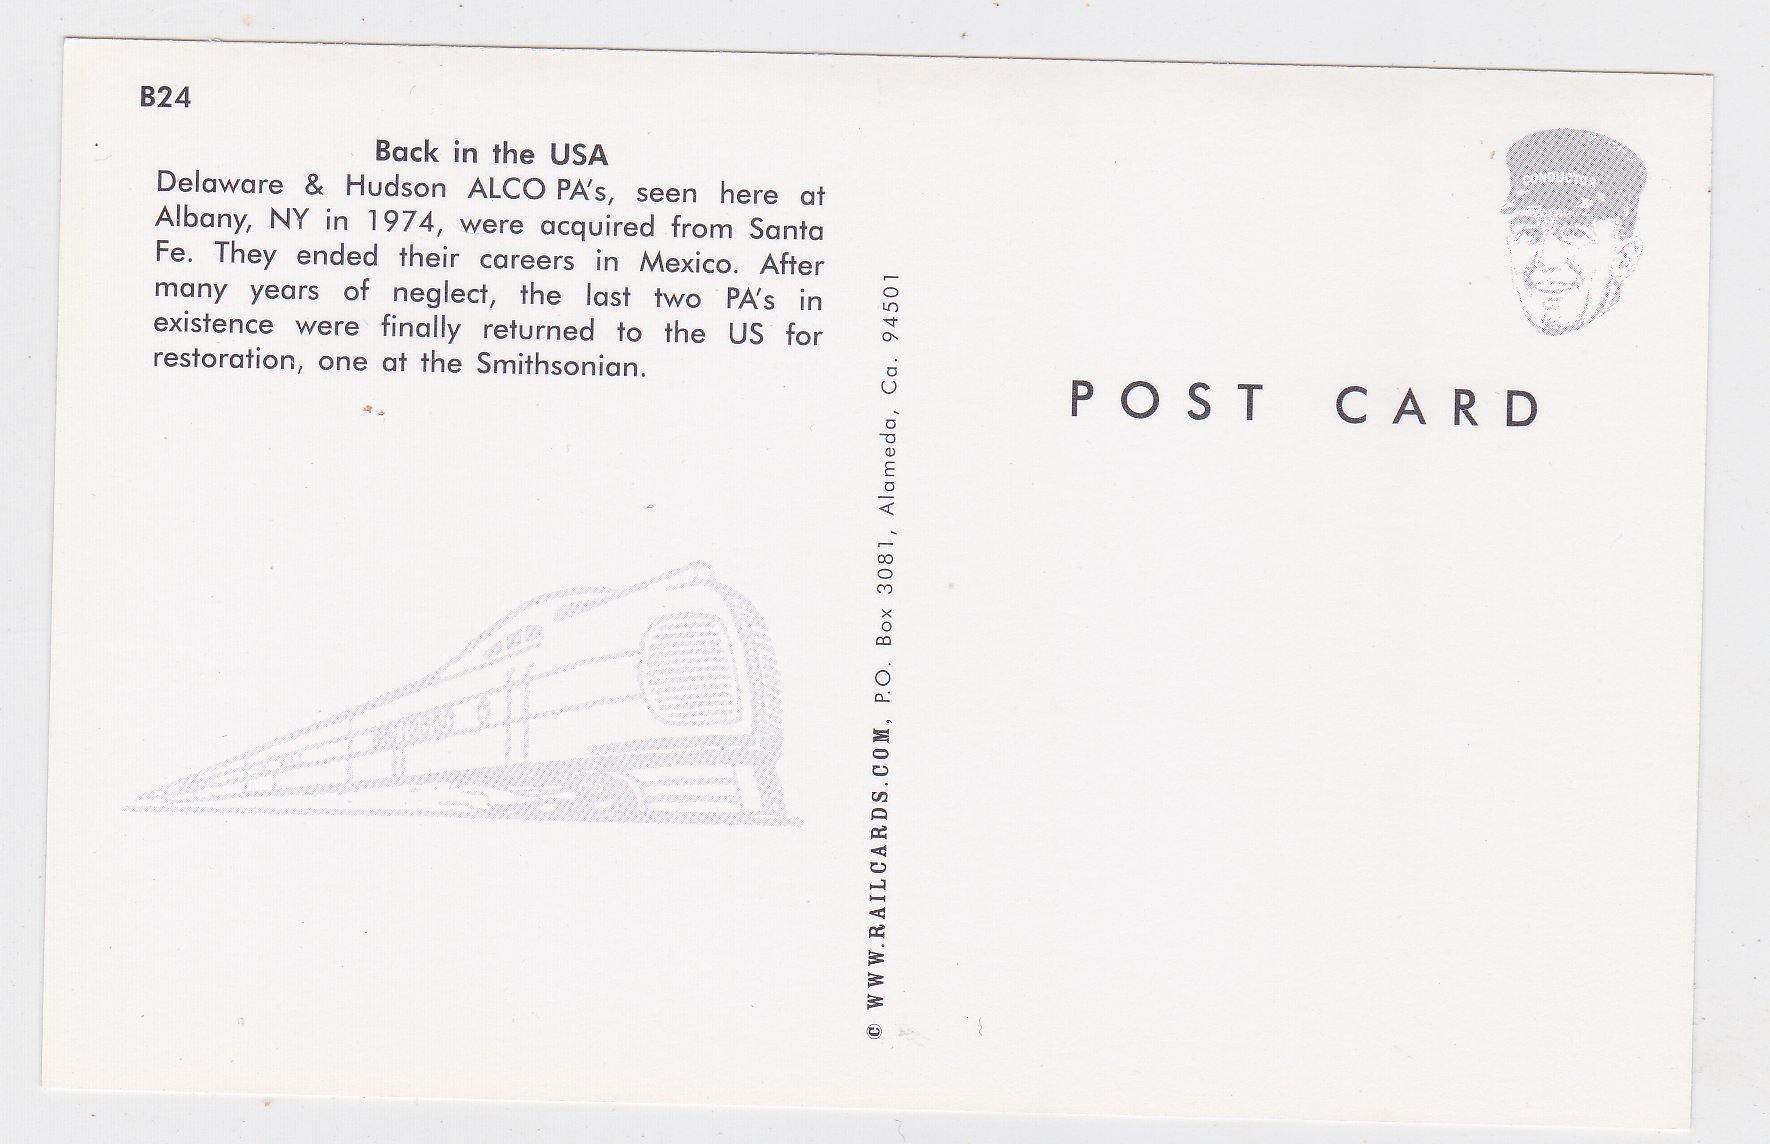 B24
Back in the USA
Delaware & Hudson ALCO PA's, seen here at
Albany, NY in 1974, were acquired from Santa
Fe. They ended their careers in Mexico. After
many years of neglect, the last two PA's in
existence were finally returned to the US for
restoration, one at the Smithsonian.
© WWW.RAILCARDS.COM, P.O. Box 3081, Alameda, Ca. 94501
CONDUCTOR
POST CARD